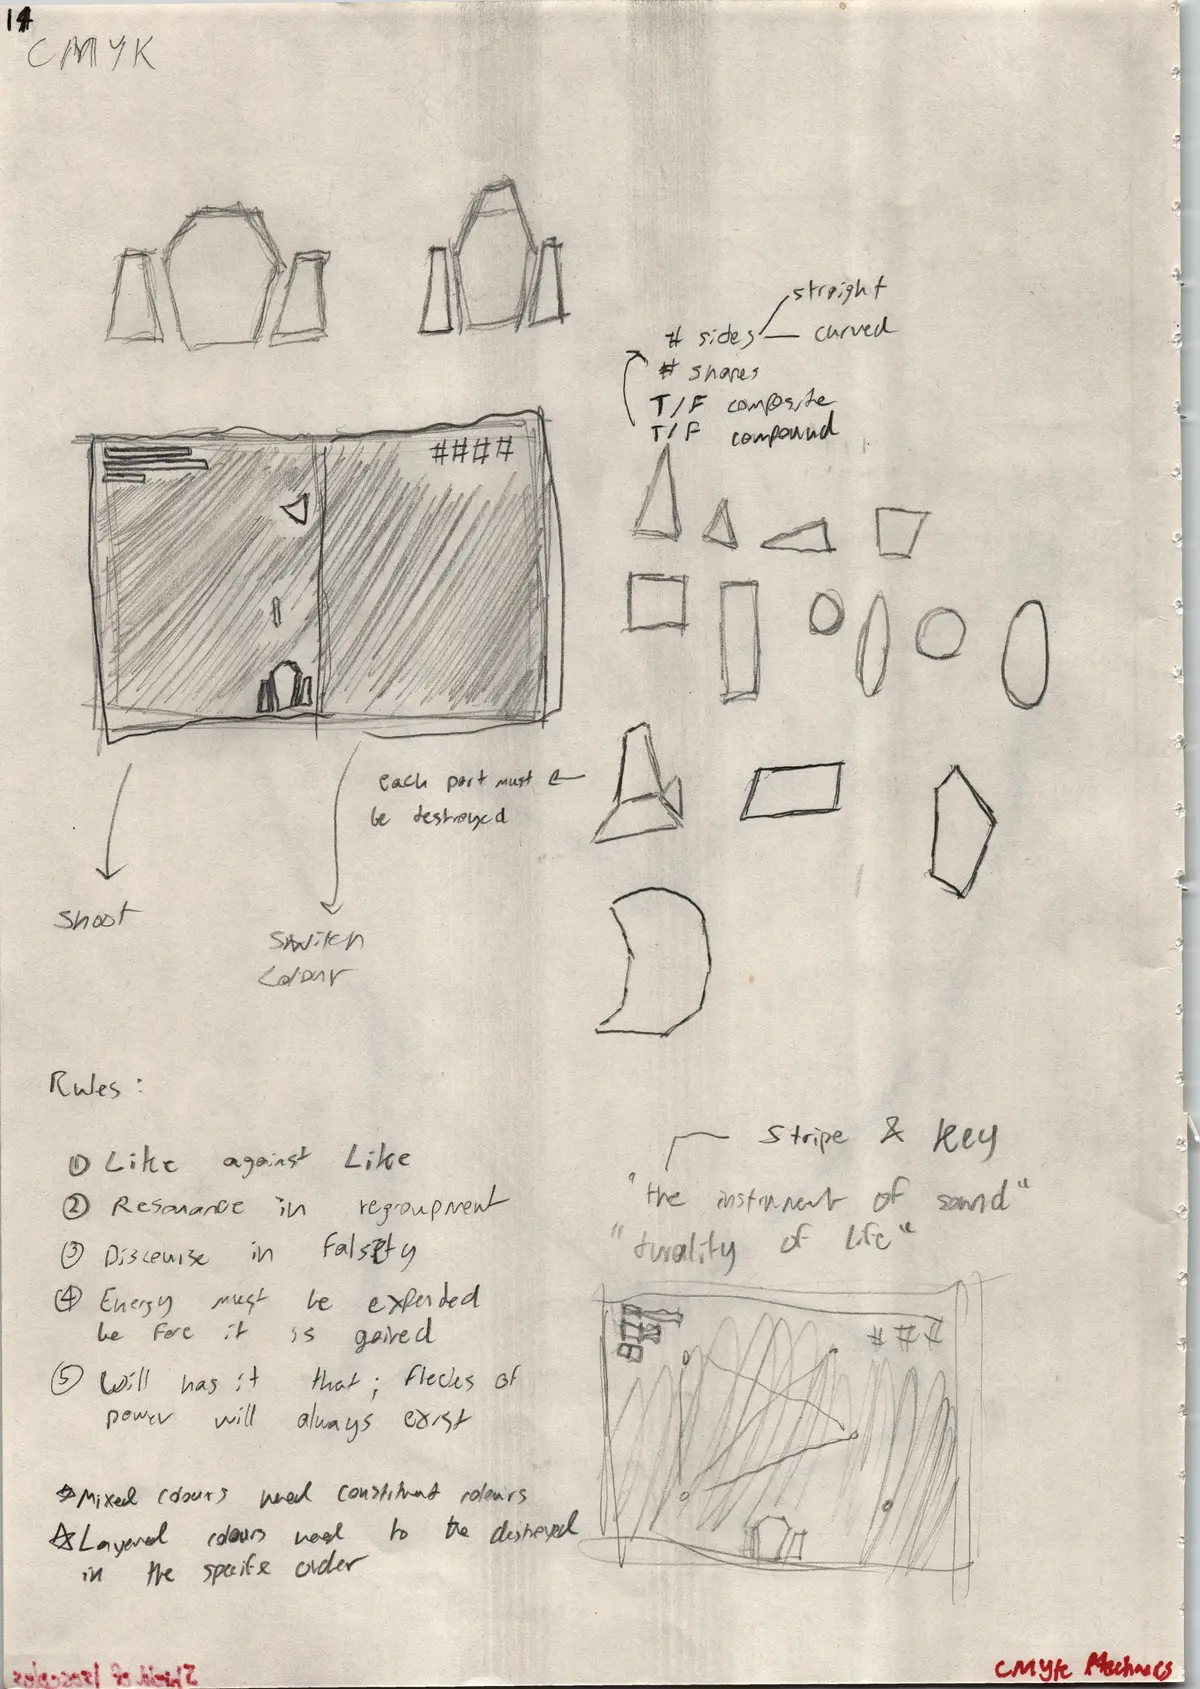 14
CMYK
straight
# sides — curved
# shapes
T/F composite
T/F compound
####
each part must
be destroyed
Shoot
Switch
Colour
Rules:
① Like against Like
② Resonance in regroupment
③ in falsity
④ Energy must be expended
before it is gained
⑤ Will has it that; flecks of
power will always exist
Mixed colours need constituent colours
Layered colours need to be destroyed
in the specific order
Stripe & Key
"the instrument of sound"
of life"
###
CMYK Mechanics